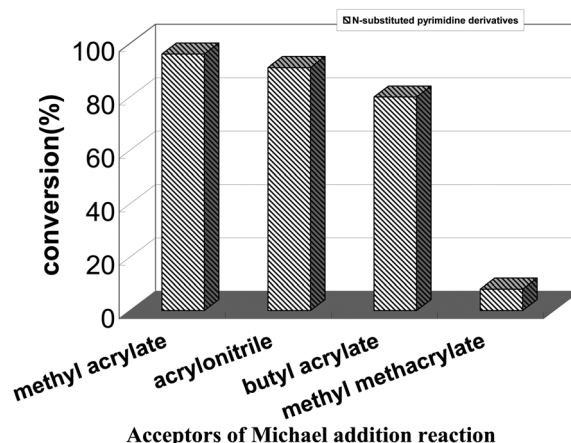 N-substituted pyrimidine derivatives
100
80
60
40
20
0
conversion(%)
methyl acrylate
acrylonitrile
butyl acrylate
methyl methacrylate
Acceptors of Michael addition reaction